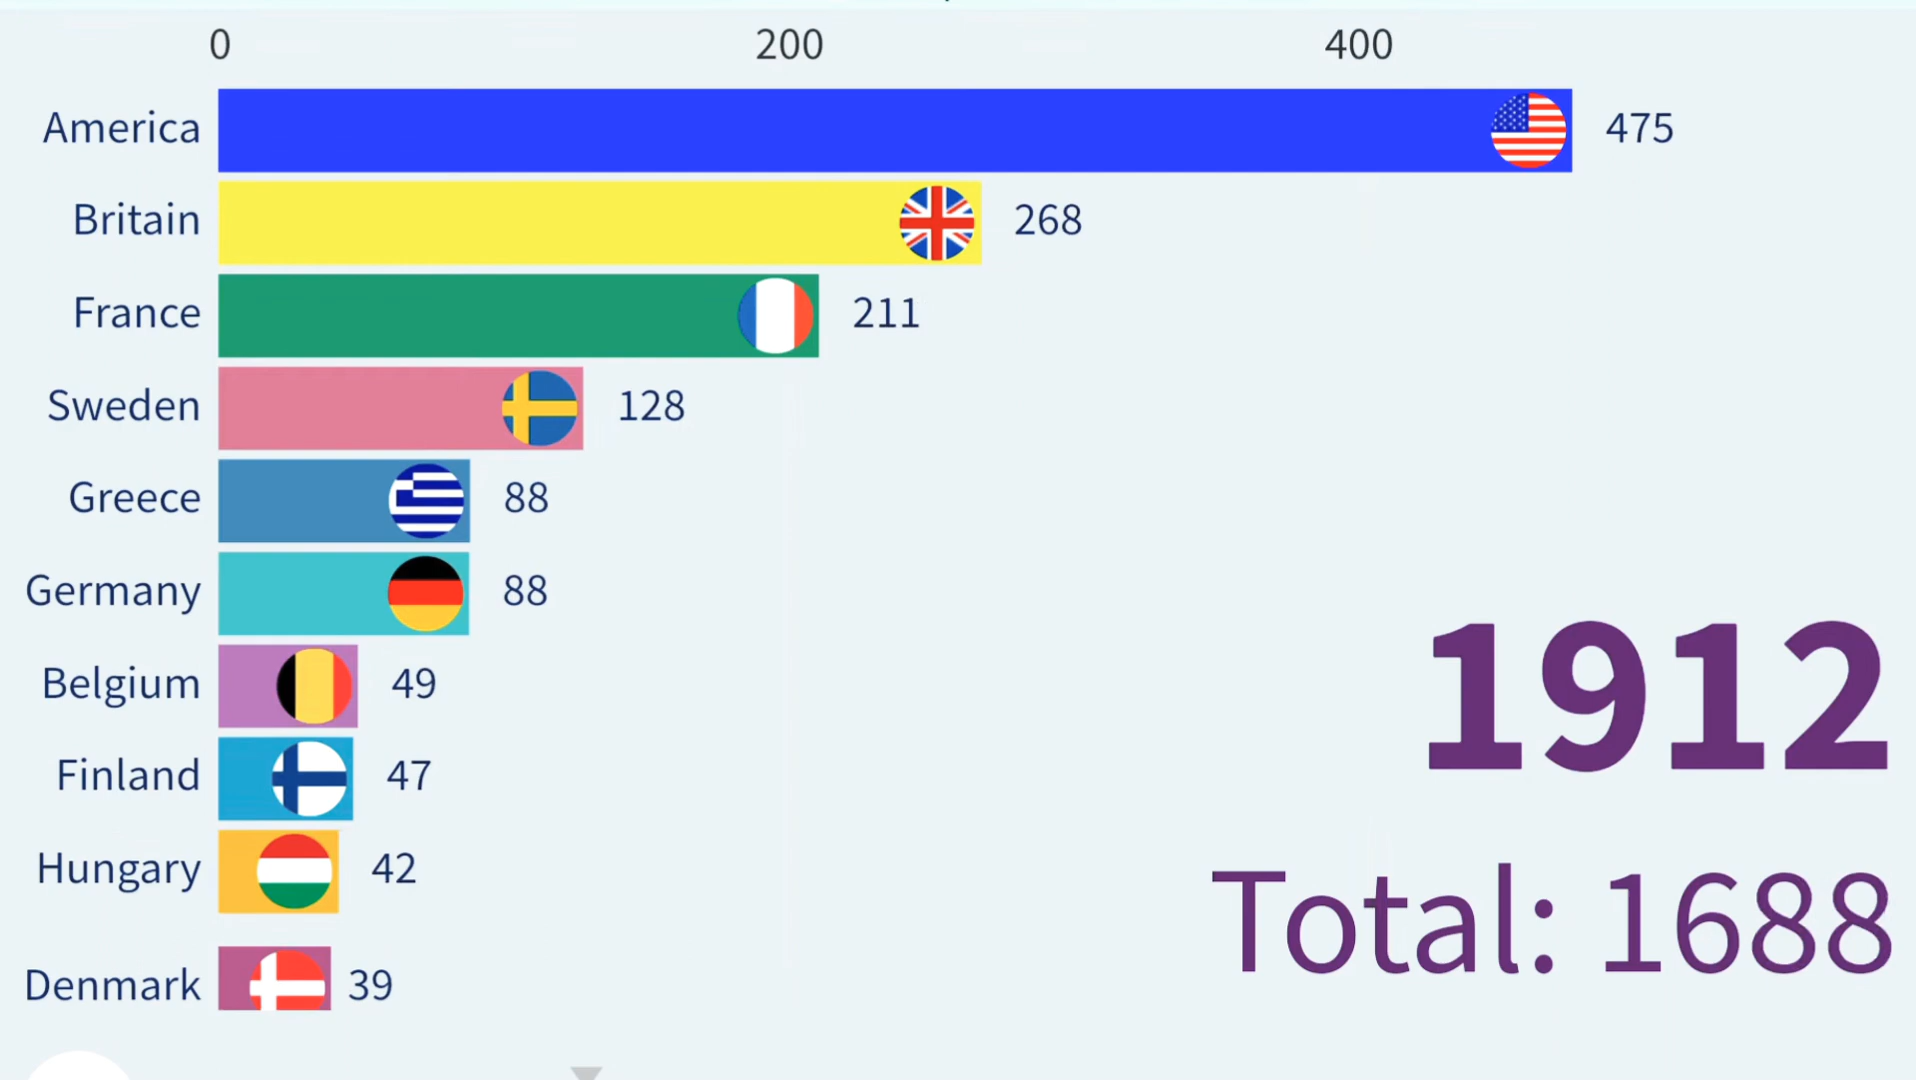 0 200 400
America 475
Britain 268
France 211
Sweden 128
Greece 88
Germany 88
Belgium 49
Finland 47
Hungary 42
Denmark 39
1912
Total: 1688